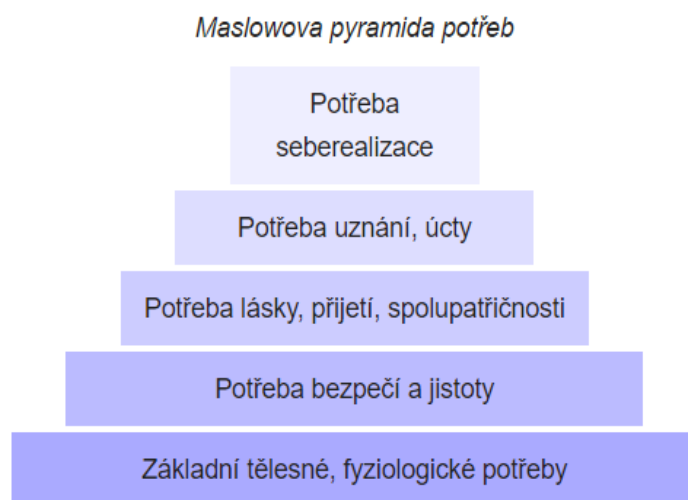 Maslowova pyramida potřeb
Potřeba
seberealizace
Potřeba uznání, úcty
Potřeba lásky, přijetí, spolupatřičnosti
Potřeba bezpečí a jistoty
Základní tělesné, fyziologické potřeby